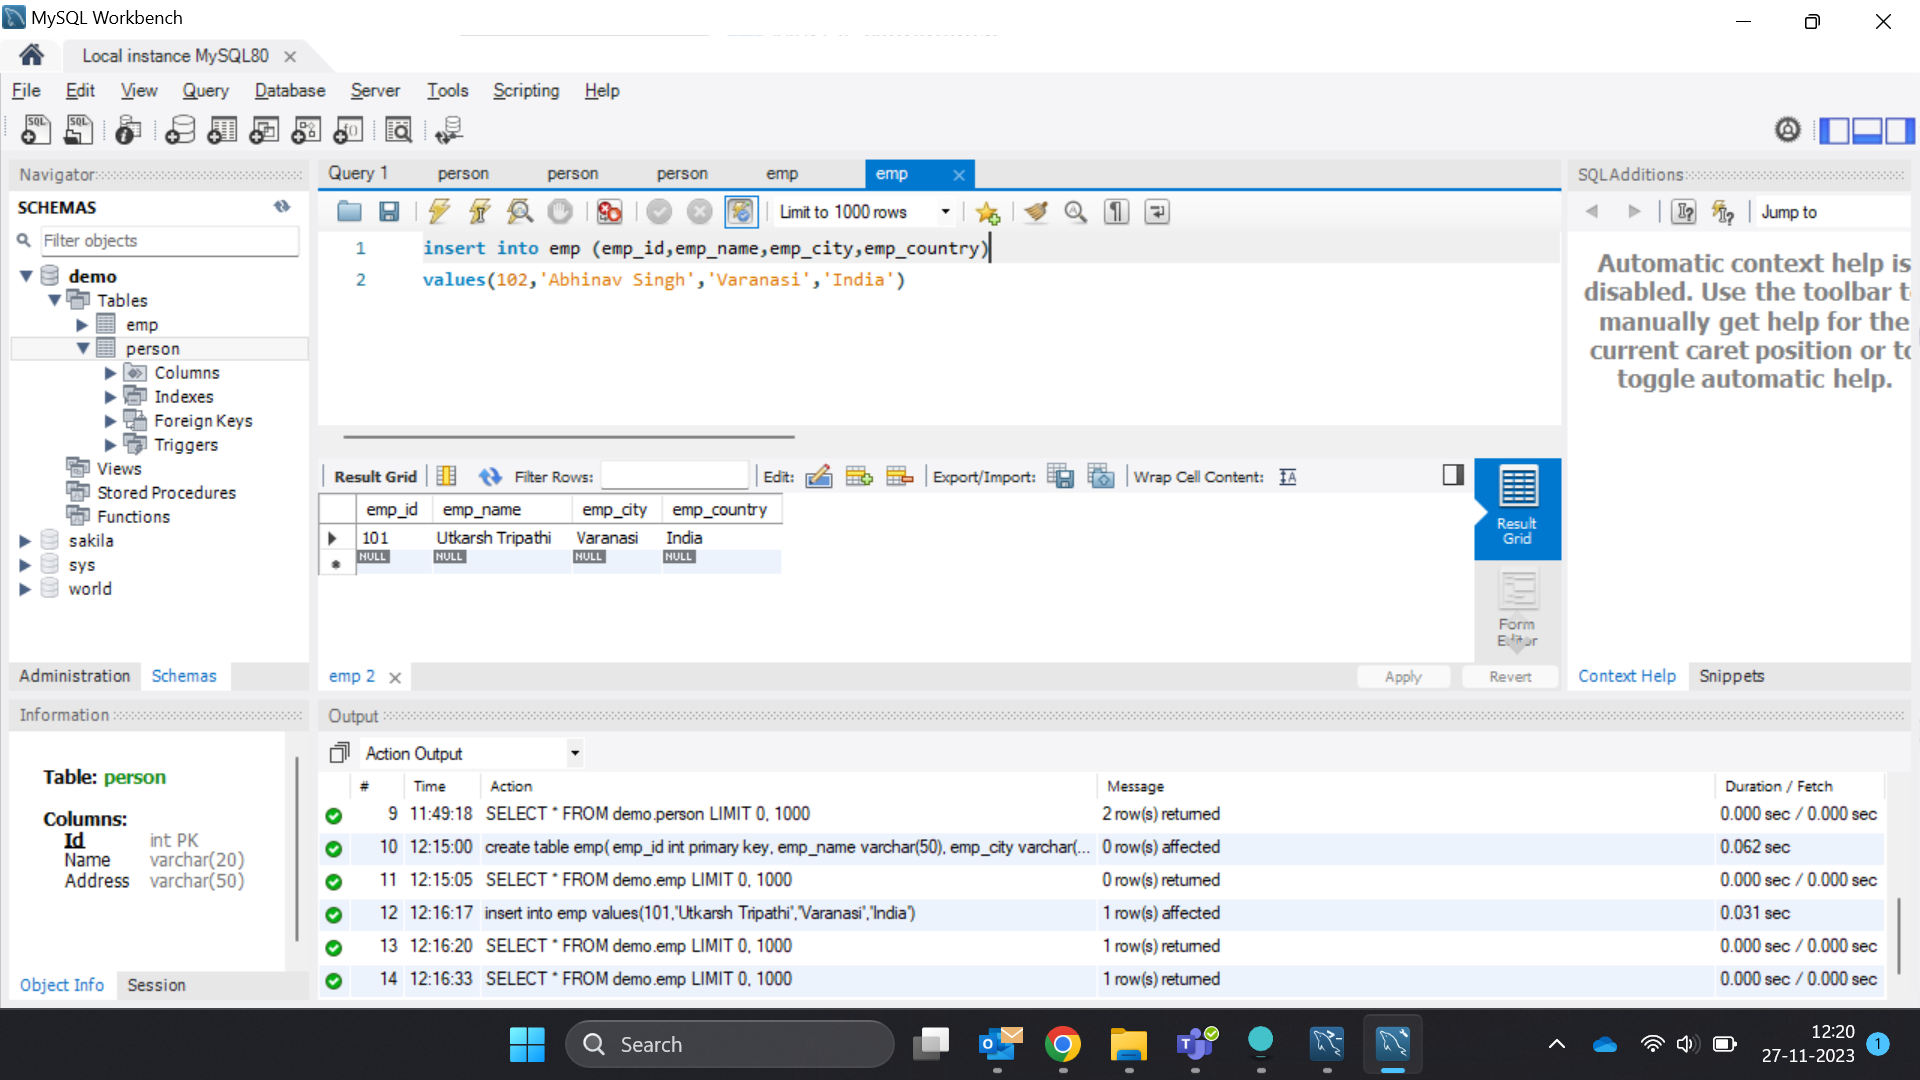 MySQL Workbench
Local instance MySQL80
File Edit View Query Database Server Tools Scripting Help
Navigator
SCHEMAS
Filter objects
demo
Tables
emp
person
Columns
Indexes
Foreign Keys
Triggers
Views
Stored Procedures
Functions
sakila
sys
world
Administration Schemas
Information
Table: person
Columns:
Id int PK
Name varchar(20)
Address varchar(50)
Object Info Session
Query 1 person person person emp emp
Limit to 1000 rows
1 insert into emp (emp_id,emp_name,emp_city,emp_country)
2 values(102,'Abhinav Singh','Varanasi','India')
Result Grid Filter Rows: Edit: Export/Import: Wrap Cell Content:
emp_id emp_name emp_city emp_country
101 Utkarsh Tripathi Varanasi India
NULL NULL NULL NULL
Result
Grid
Form
Editor
emp 2
Apply Revert
SQLAdditions
Jump to
Automatic context help is
disabled. Use the toolbar
manually get help for the
current caret position or
toggle automatic help.
Context Help Snippets
Output
Action Output
# Time Action Message Duration / Fetch
9 11:49:18 SELECT * FROM demo.person LIMIT 0, 1000 2 row(s) returned 0.000 sec / 0.000 sec
10 12:15:00 create table emp( emp_id int primary key, emp_name varchar(50), emp_city varchar(... 0 row(s) affected 0.062 sec
11 12:15:05 SELECT * FROM demo.emp LIMIT 0, 1000 0 row(s) returned 0.000 sec / 0.000 sec
12 12:16:17 insert into emp values(101,'Utkarsh Tripathi','Varanasi','India') 1 row(s) affected 0.031 sec
13 12:16:20 SELECT * FROM demo.emp LIMIT 0, 1000 1 row(s) returned 0.000 sec / 0.000 sec
14 12:16:33 SELECT * FROM demo.emp LIMIT 0, 1000 1 row(s) returned 0.000 sec / 0.000 sec
Search
12:20
27-11-2023
1